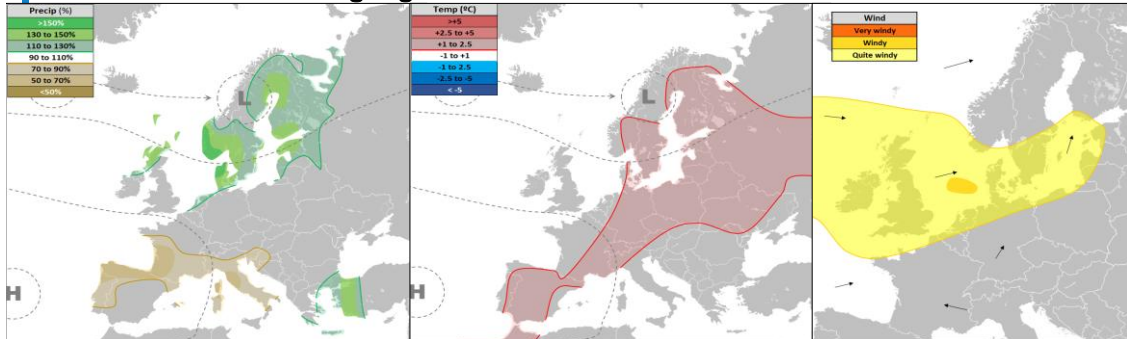 Precip (%)
>150%
130 to 150%
110 to 130%
90 to 110%
70 to 90%
50 to 70%
<50%
L
H
Temp (ºC)
>+5
+2.5 to +5
+1 to 2.5
-1 to +1
-1 to 2.5
-2.5 to -5
< -5
L
H
Wind
Very windy
Windy
Quite windy